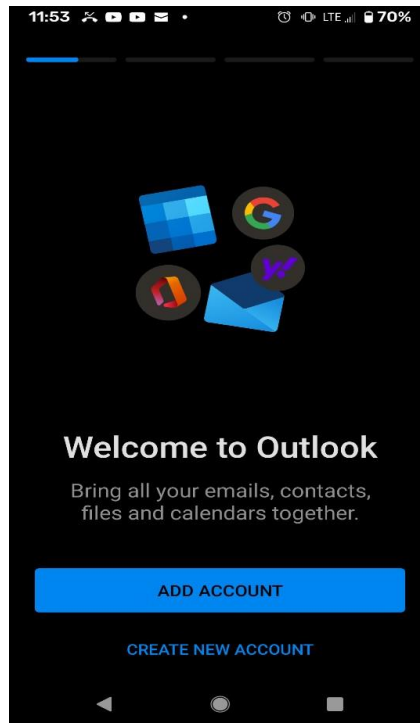 11:53 LTE 70%
Welcome to Outlook
Bring all your emails, contacts,
files and calendars together.
ADD ACCOUNT
CREATE NEW ACCOUNT